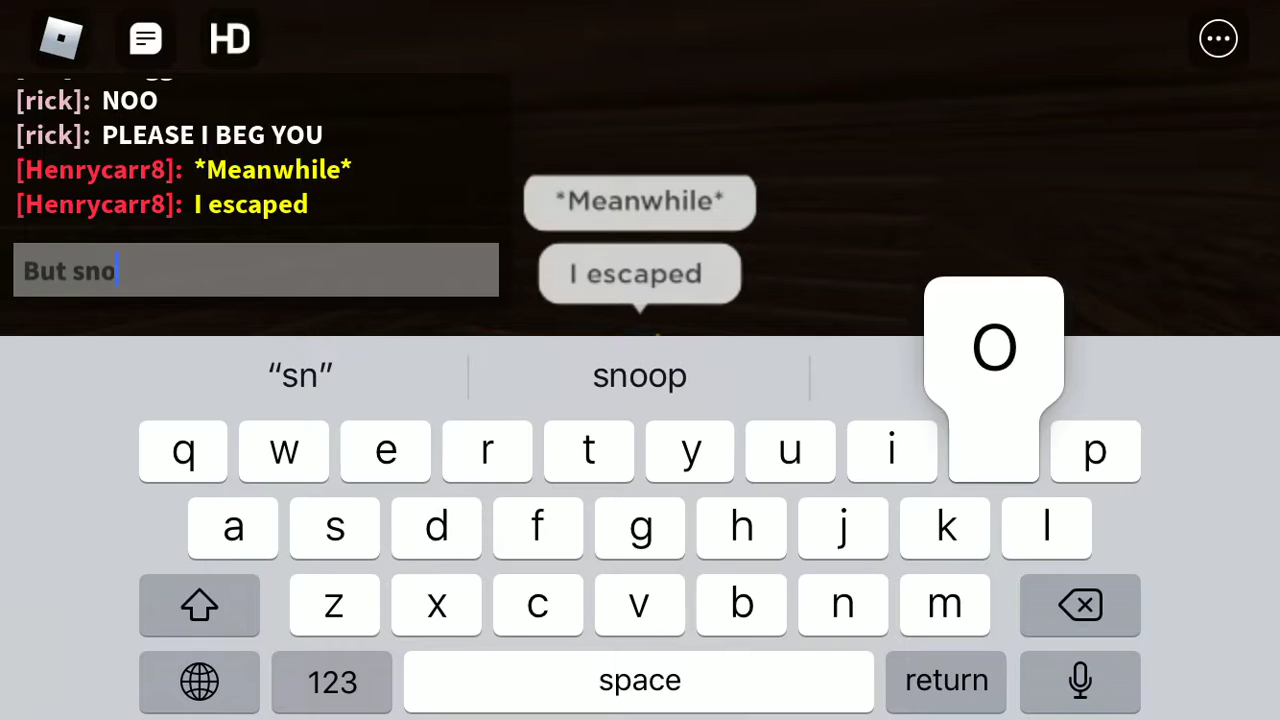 HD
[rick]: NOO
[rick]: PLEASE I BEG YOU
[Henrycarr8]: *Meanwhile*
[Henrycarr8]: I escaped
But sno
*Meanwhile*
I escaped
“sn” snoop
O
q w e r t y u i p
a s d f g h j k l
z x c v b n m
123 space return